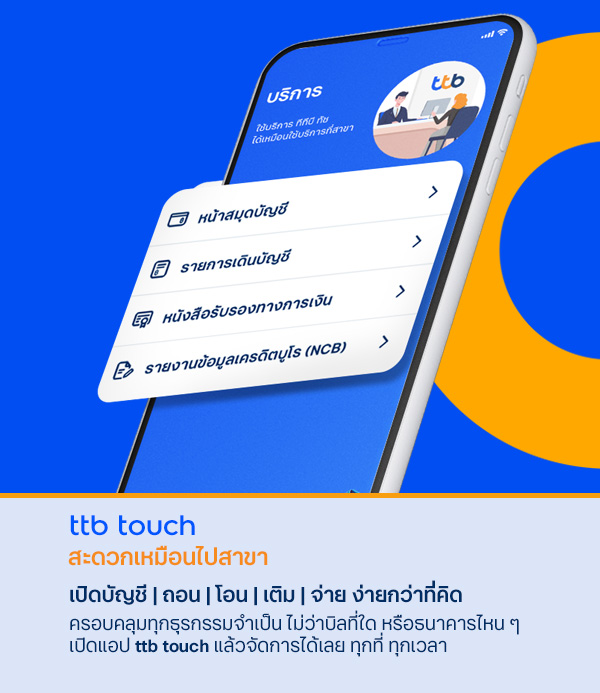 บริการ
ttb
ใช้บริการ ทีทีบี ทัช
ได้เหมือนใช้บริการที่สาขา
หน้าสมุดบัญชี
รายการเดินบัญชี
หนังสือรับรองทางการเงิน
รายงานข้อมูลเครดิตบูโร (NCB)
ttb touch
สะดวกเหมือนไปสาขา
เปิดบัญชี | ถอน | โอน | เติม | จ่าย ง่ายกว่าที่คิด
ครอบคลุมทุกธุรกรรมจำเป็น ไม่ว่าบิลที่ใด หรือธนาคารไหน ๆ
เปิดแอป ttb touch แล้วจัดการได้เลย ทุกที่ ทุกเวลา